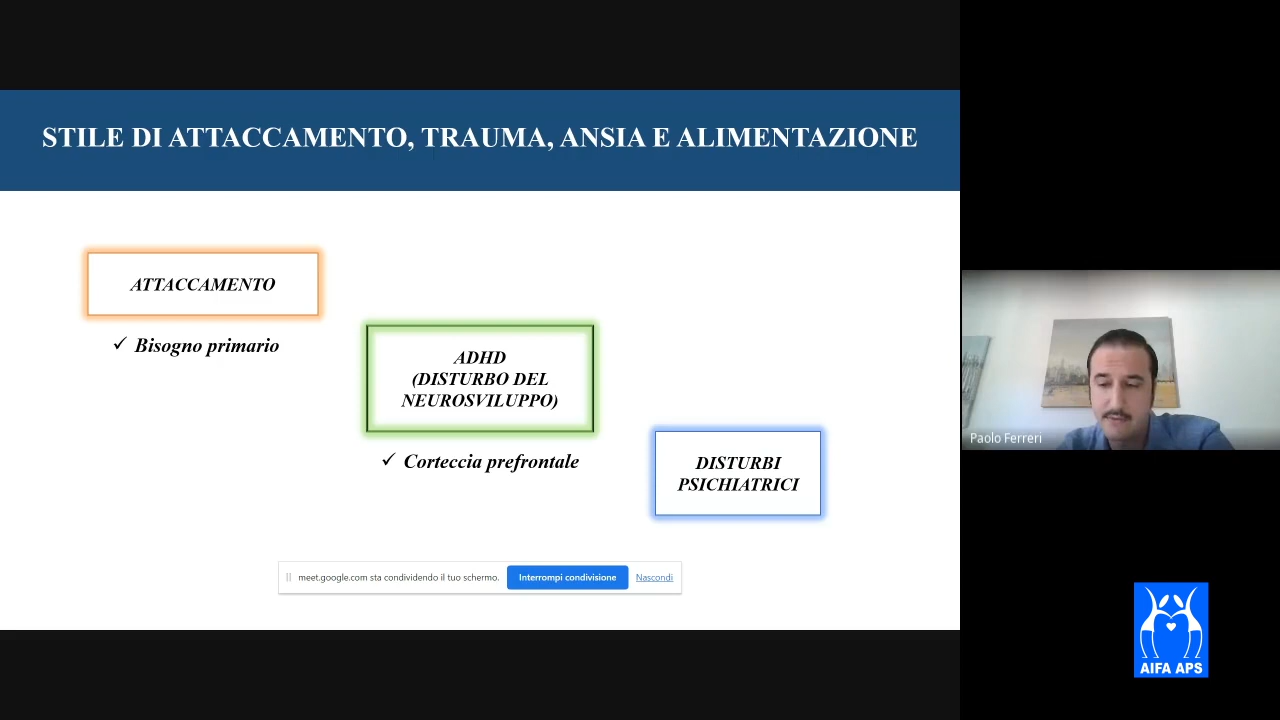 STILE DI ATTACCAMENTO, TRAUMA, ANSIA E ALIMENTAZIONE
ATTACCAMENTO
✓ Bisogno primario
ADHD
(DISTURBO DEL
NEUROSVILUPPO)
✓ Corteccia prefrontale
DISTURBI
PSICHIATRICI
meet.google.com sta condividendo il tuo schermo. Interrompi condivisione Nascondi
Paolo Ferreri
AIFA APS